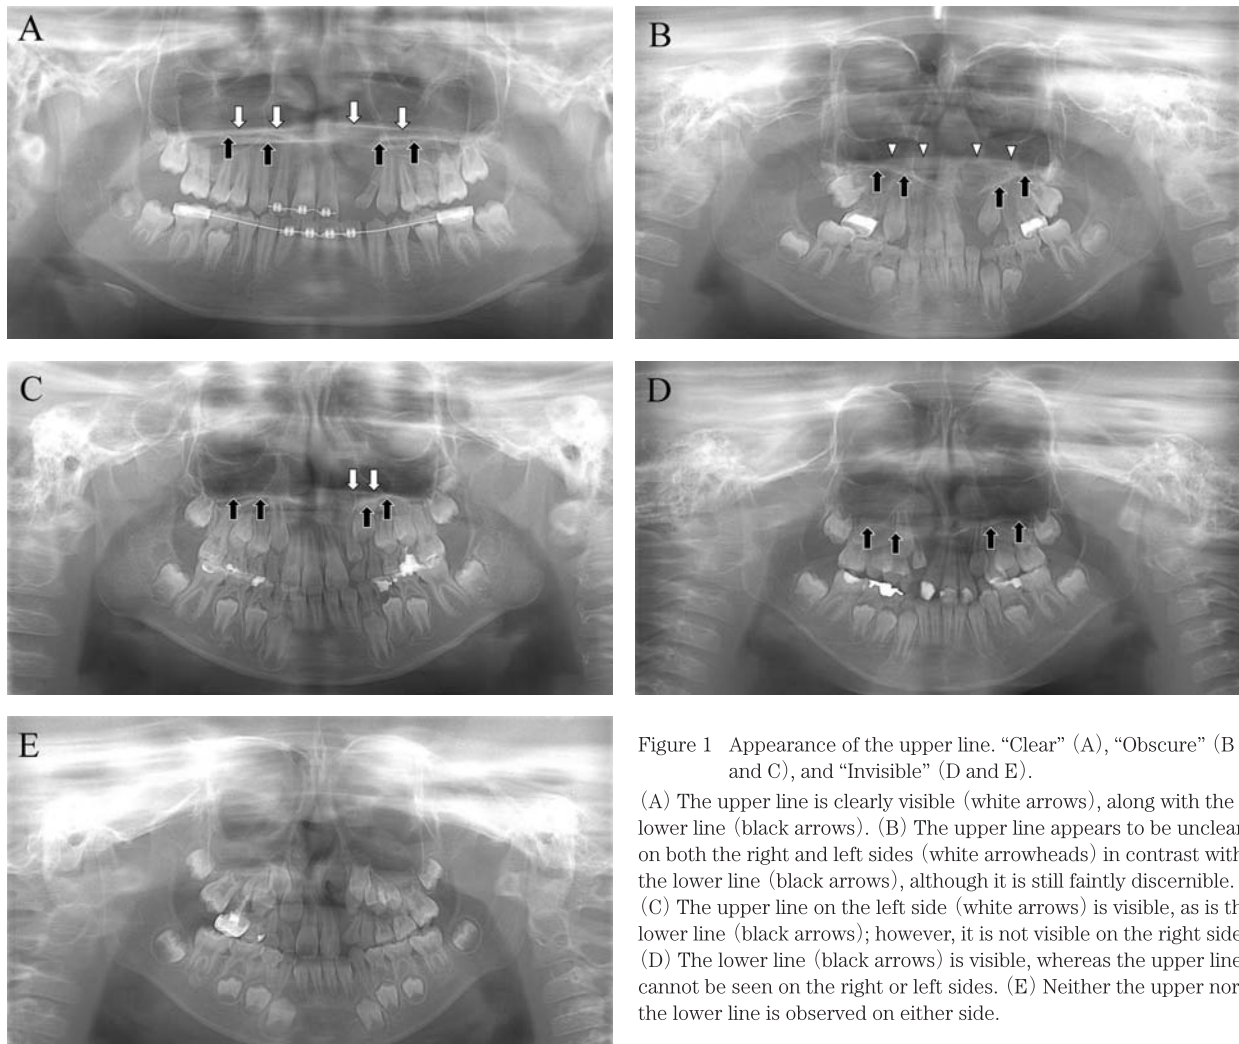 A
B
C
D
E
Figure 1 Appearance of the upper line. “Clear” (A), “Obscure” (B
and C), and “Invisible” (D and E).
(A) The upper line is clearly visible (white arrows), along with the
lower line (black arrows). (B) The upper line appears to be unclear
on both the right and left sides (white arrowheads) in contrast with
the lower line (black arrows), although it is still faintly discernible.
(C) The upper line on the left side (white arrows) is visible, as is th
lower line (black arrows); however, it is not visible on the right side
(D) The lower line (black arrows) is visible, whereas the upper line
cannot be seen on the right or left sides. (E) Neither the upper nor
the lower line is observed on either side.